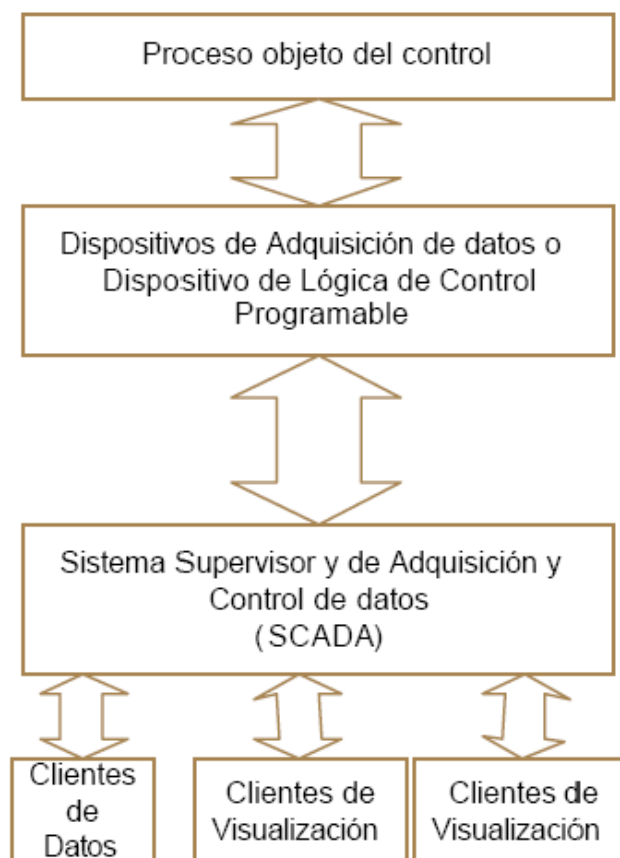 Proceso objeto del control
Dispositivos de Adquisición de datos o
Dispositivo de Lógica de Control
Programable
Sistema Supervisor y de Adquisición y
Control de datos
(SCADA)
Clientes
de
Datos
Clientes de
Visualización
Clientes de
Visualización